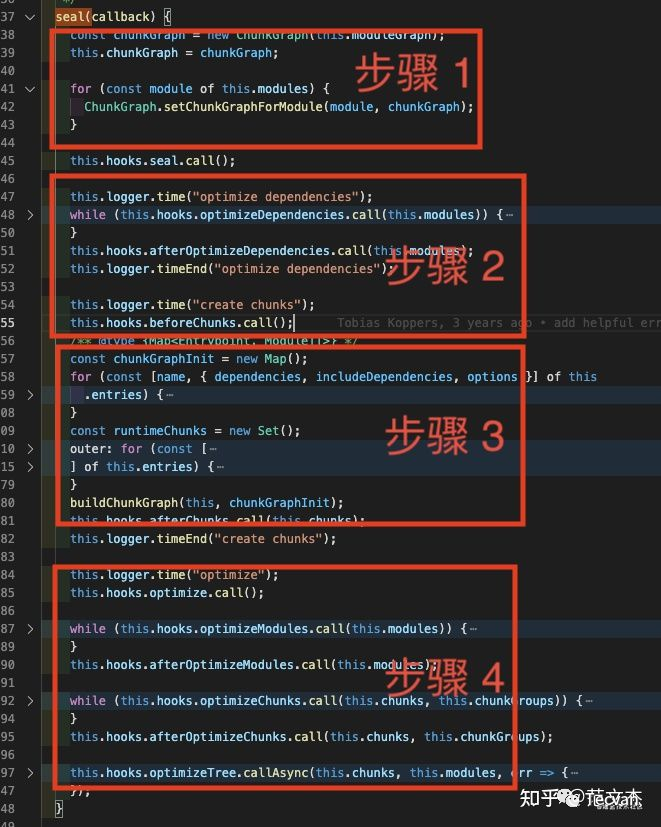 37 seal(callback) {
38 const chunkGraph = new ChunkGraph(this.moduleGraph);
39 this.chunkGraph = chunkGraph;
40
41 for (const module of this.modules) {
42 ChunkGraph.setChunkGraphForModule(module, chunkGraph);
43 }
步骤 1
44
45 this.hooks.seal.call();
46
47 this.logger.time("optimize dependencies");
48 while (this.hooks.optimizeDependencies.call(this.modules)) {…
50 }
51 this.hooks.afterOptimizeDependencies.call(this.modules);
52 this.logger.timeEnd("optimize dependencies");
步骤 2
53
54 this.logger.time("create chunks");
55 this.hooks.beforeChunks.call(); Tobias Koppers, 3 years ago • add helpful err
56 /** @type {Map<Entrypoint, Module[]>} */
57 const chunkGraphInit = new Map();
58 for (const [name, { dependencies, includeDependencies, options }] of this
59 .entries) {…
08 }
09 const runtimeChunks = new Set();
步骤 3
10 outer: for (const […
15 ] of this.entries) {…
79 }
80 buildChunkGraph(this, chunkGraphInit);
81 this.hooks.afterChunks.call(this.chunks);
82 this.logger.timeEnd("create chunks");
83
84 this.logger.time("optimize");
85 this.hooks.optimize.call();
86
87 while (this.hooks.optimizeModules.call(this.modules)) {…
89 }
90 this.hooks.afterOptimizeModules.call(this.modules);
步骤 4
91
92 while (this.hooks.optimizeChunks.call(this.chunks, this.chunkGroups)) {…
94 }
95 this.hooks.afterOptimizeChunks.call(this.chunks, this.chunkGroups);
96
97 this.hooks.optimizeTree.callAsync(this.chunks, this.modules, err => {…
47 });
48 }
49
知乎 @范文杰
Tecvan